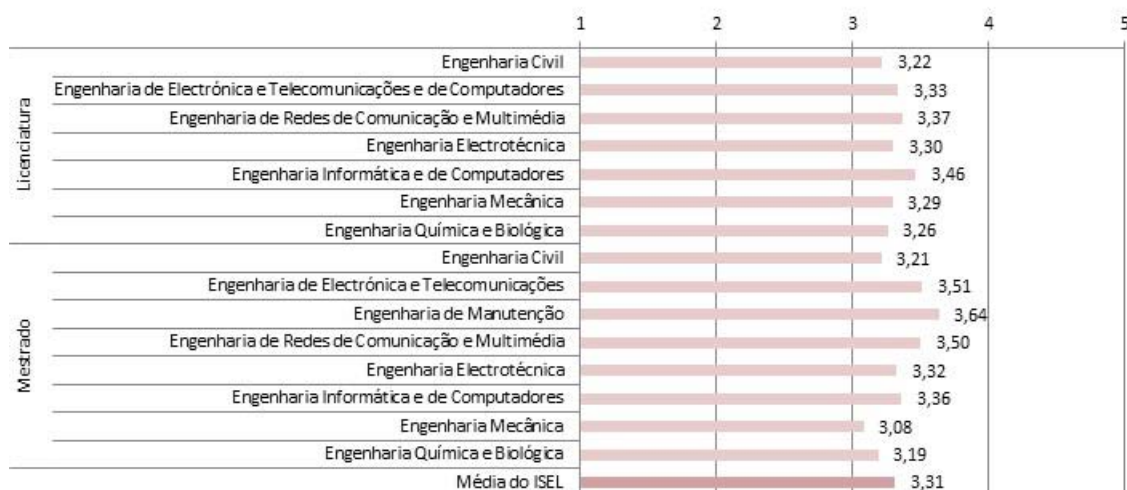 1 2 3 4 5
Licenciatura
Engenharia Civil 3,22
Engenharia de Electrónica e Telecomunicações e de Computadores 3,33
Engenharia de Redes de Comunicação e Multimédia 3,37
Engenharia Electrotécnica 3,30
Engenharia Informática e de Computadores 3,46
Engenharia Mecânica 3,29
Engenharia Química e Biológica 3,26
Mestrado
Engenharia Civil 3,21
Engenharia de Electrónica e Telecomunicações 3,51
Engenharia de Manutenção 3,64
Engenharia de Redes de Comunicação e Multimédia 3,50
Engenharia Electrotécnica 3,32
Engenharia Informática e de Computadores 3,36
Engenharia Mecânica 3,08
Engenharia Química e Biológica 3,19
Média do ISEL 3,31